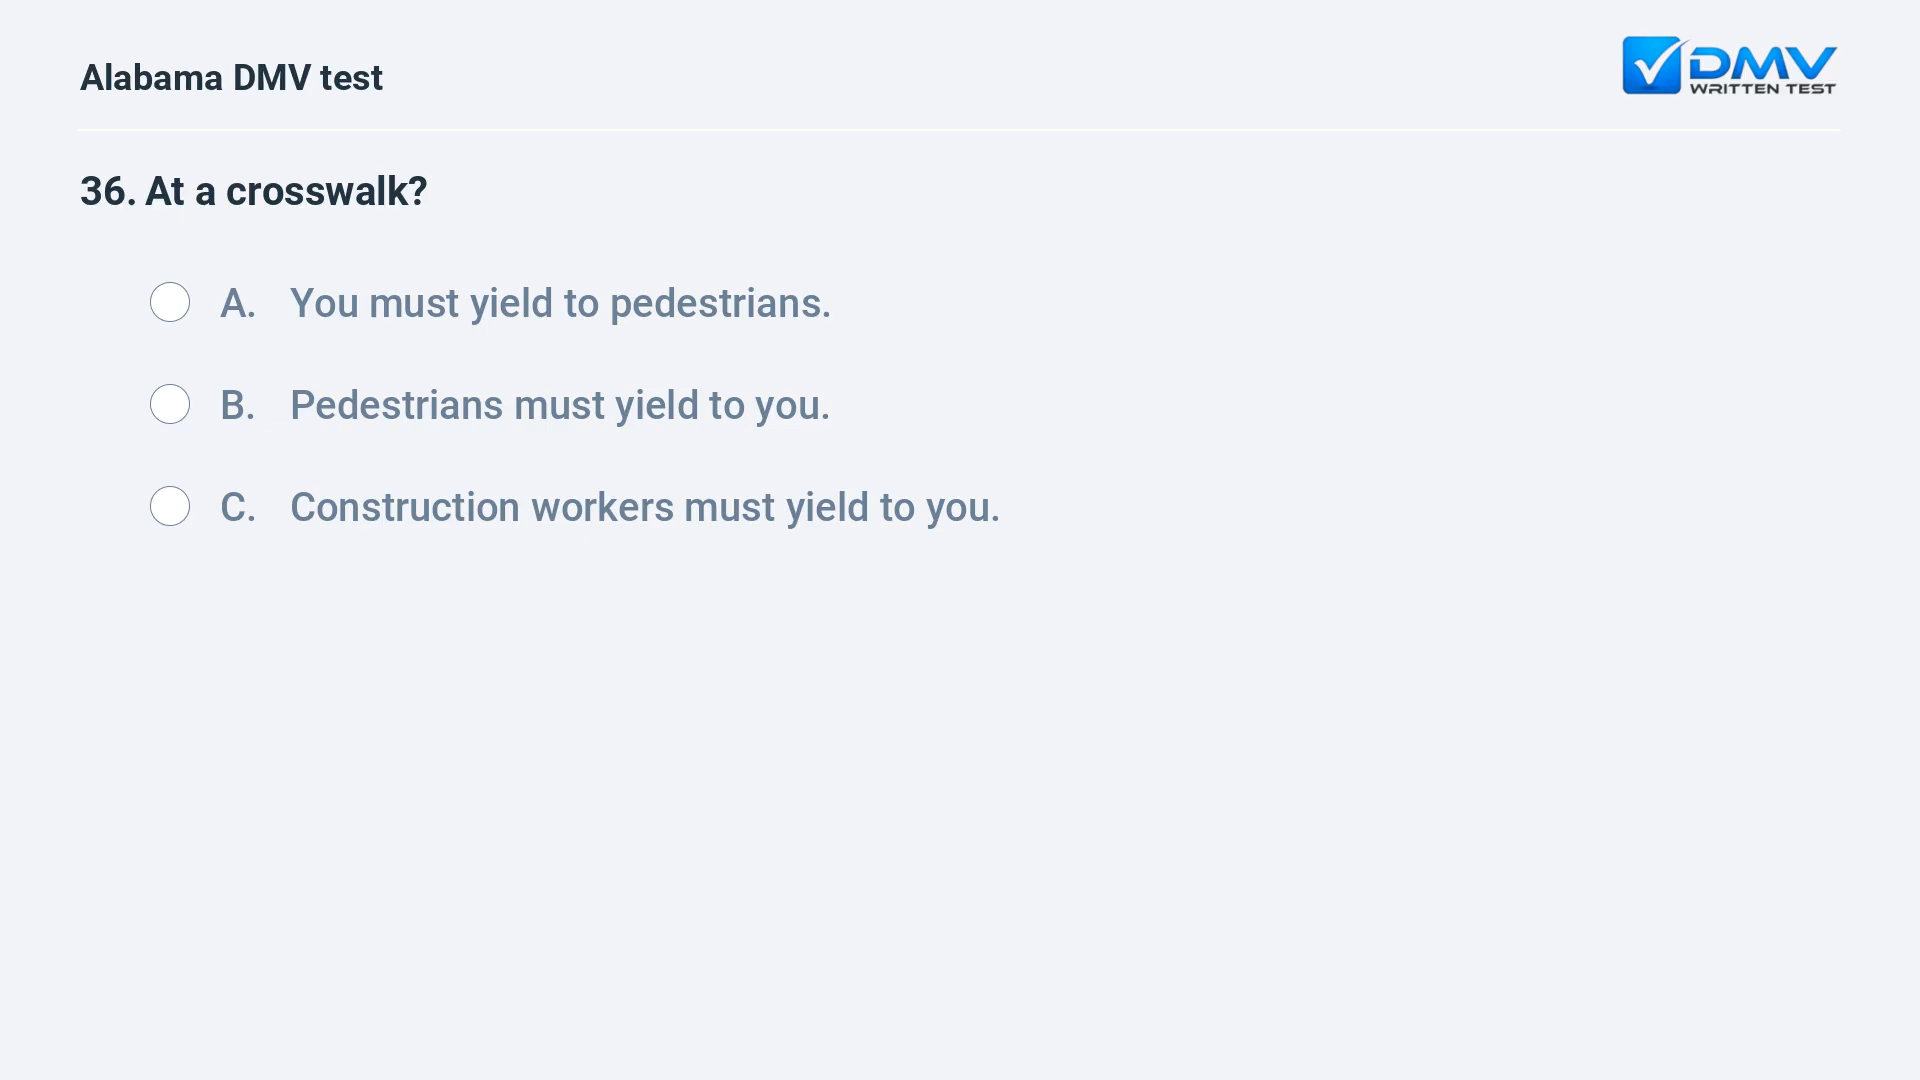 Alabama DMV test
DMV
WRITTEN TEST
36. At a crosswalk?
A. You must yield to pedestrians.
B. Pedestrians must yield to you.
C. Construction workers must yield to you.